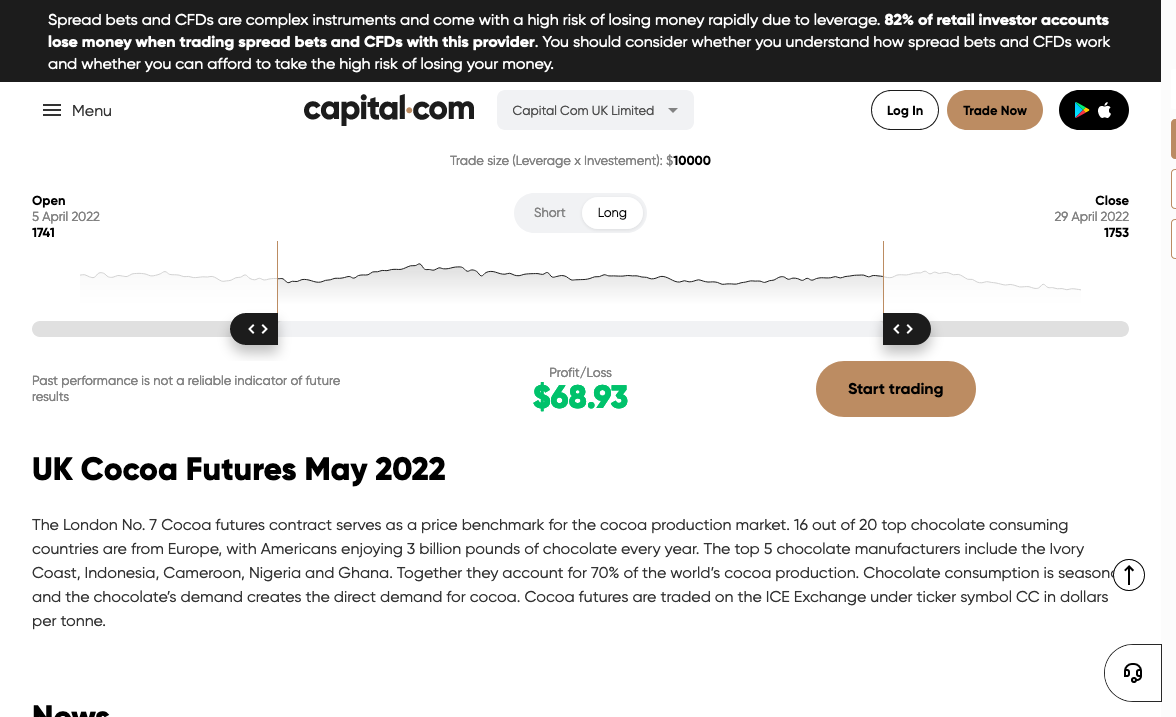 Spread bets and CFDs are complex instruments and come with a high risk of losing money rapidly due to leverage. 82% of retail investor accounts
lose money when trading spread bets and CFDs with this provider. You should consider whether you understand how spread bets and CFDs work
and whether you can afford to take the high risk of losing your money.
Menu
capital.com
Capital Com UK Limited
Log In
Trade Now
Trade size (Leverage x Investement): $10000
Open
5 April 2022
1741
Short
Long
Close
29 April 2022
1753
Past performance is not a reliable indicator of future
results
Profit/Loss
$68.93
Start trading
UK Cocoa Futures May 2022
The London No. 7 Cocoa futures contract serves as a price benchmark for the cocoa production market. 16 out of 20 top chocolate consuming
countries are from Europe, with Americans enjoying 3 billion pounds of chocolate every year. The top 5 chocolate manufacturers include the Ivory
Coast, Indonesia, Cameroon, Nigeria and Ghana. Together they account for 70% of the world's cocoa production. Chocolate consumption is
and the chocolate's demand creates the direct demand for cocoa. Cocoa futures are traded on the ICE Exchange under ticker symbol CC in dollars
per tonne.
News